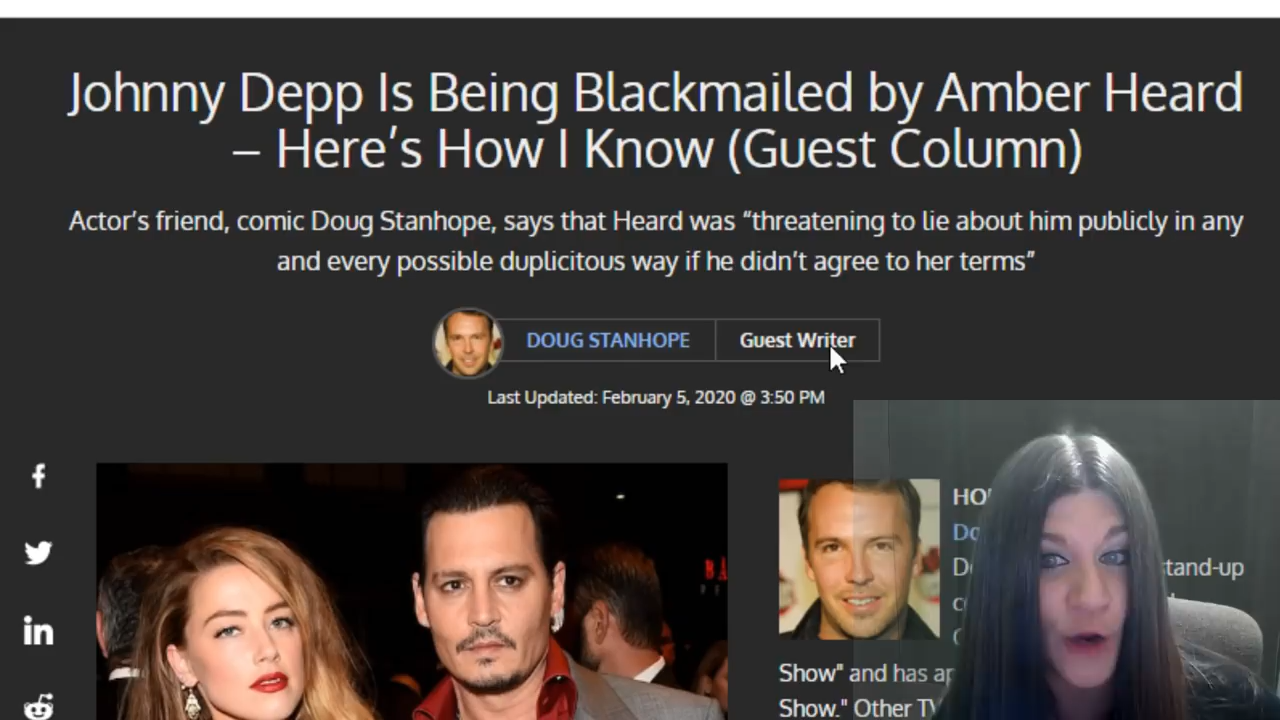 Johnny Depp Is Being Blackmailed by Amber Heard
– Here's How I Know (Guest Column)
Actor's friend, comic Doug Stanhope, says that Heard was “threatening to lie about him publicly in any
and every possible duplicitous way if he didn't agree to her terms”
DOUG STANHOPE
Guest Writer
Last Updated: February 5, 2020 @ 3:50 PM
tand-up
Show" and has
Show." Other